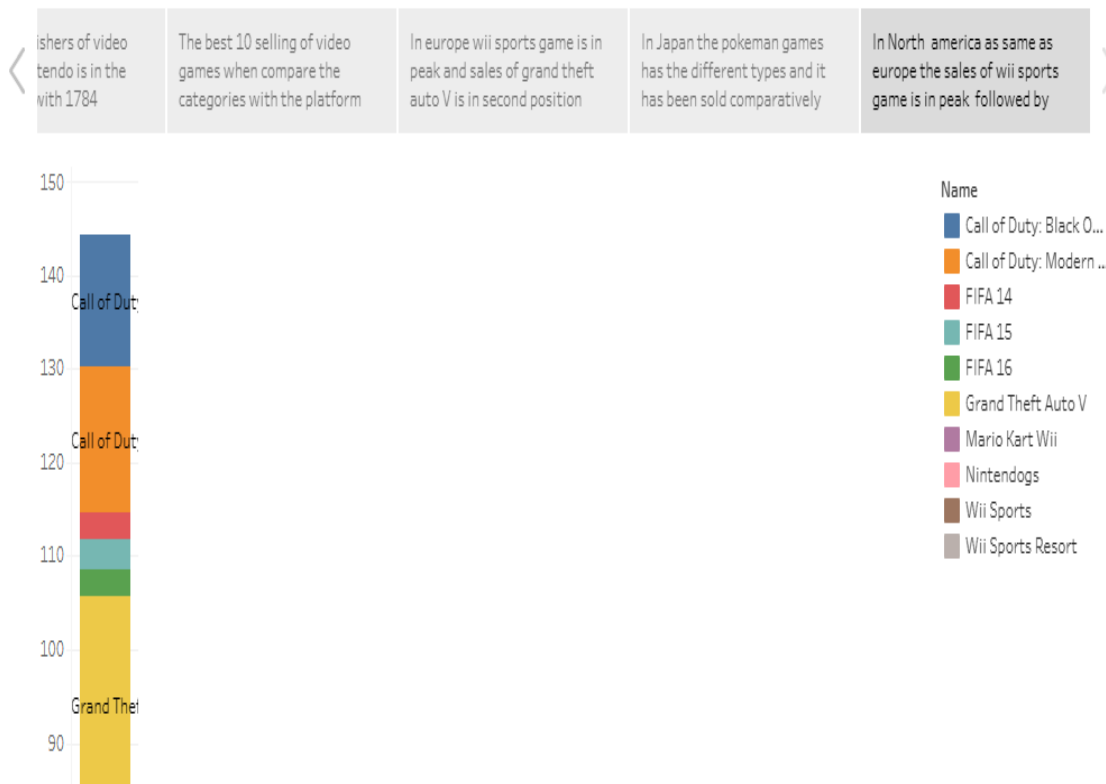 ishers of video
tendo is in the
with 1784
The best 10 selling of video
games when compare the
categories with the platform
In europe wii sports game is in
peak and sales of grand theft
auto V is in second position
In Japan the pokeman games
has the different types and it
has been sold comparatively
In North america as same as
europe the sales of wii sports
game is in peak followed by
150
140
130
120
110
100
90
Call of Duty
Call of Duty
Grand Thef
Name
Call of Duty: Black O...
Call of Duty: Modern ...
FIFA 14
FIFA 15
FIFA 16
Grand Theft Auto V
Mario Kart Wii
Nintendogs
Wii Sports
Wii Sports Resort